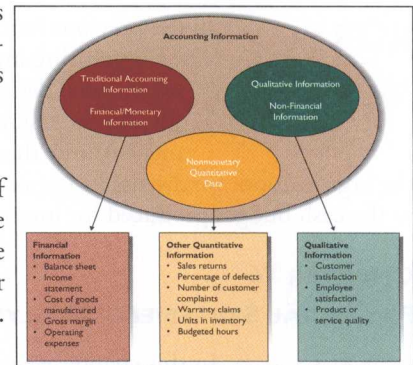 Accounting Information
Traditional Accounting
Information
Financial/Monetary
Information
Qualitative Information
Non-Financial
Information
Nonmonetary
Quantitative
Data
Financial
Information
• Balance sheet
• Income
statement
• Cost of goods
manufactured
• Gross margin
• Operating
expenses
Other Quantitative
Information
• Sales returns
• Percentage of defects
• Number of customer
complaints
• Warranty claims
• Units in inventory
• Budgeted hours
Qualitative
Information
• Customer
satisfaction
• Employee
satisfaction
• Product or
service quality